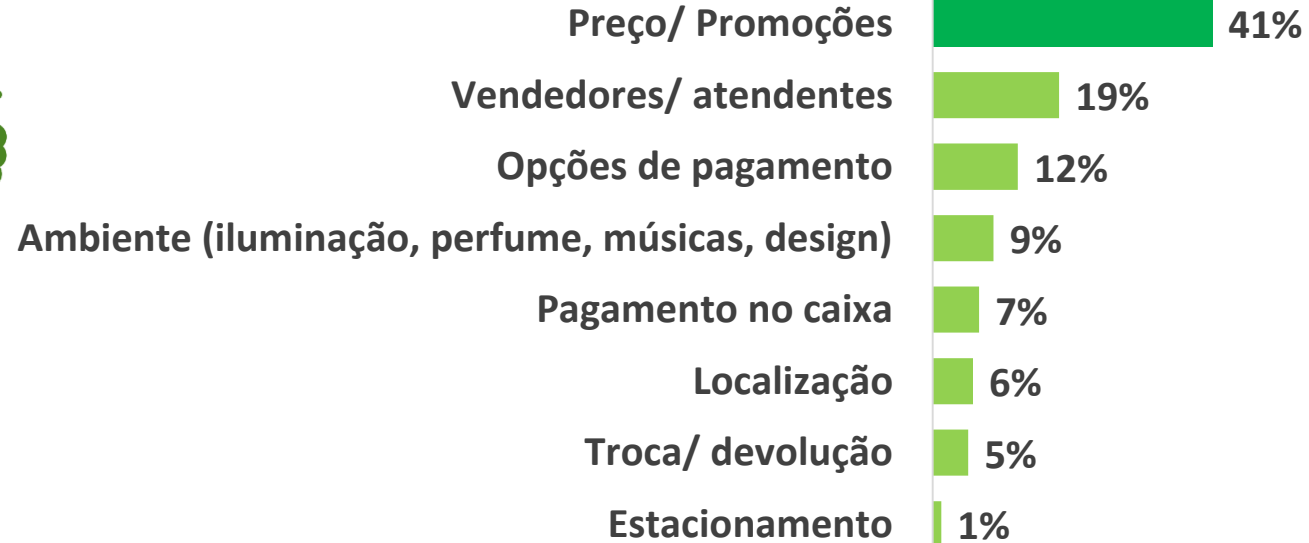 Preço/ Promoções 41%
Vendedores/ atendentes 19%
Opções de pagamento 12%
Ambiente (iluminação, perfume, músicas, design) 9%
Pagamento no caixa 7%
Localização 6%
Troca/ devolução 5%
Estacionamento 1%